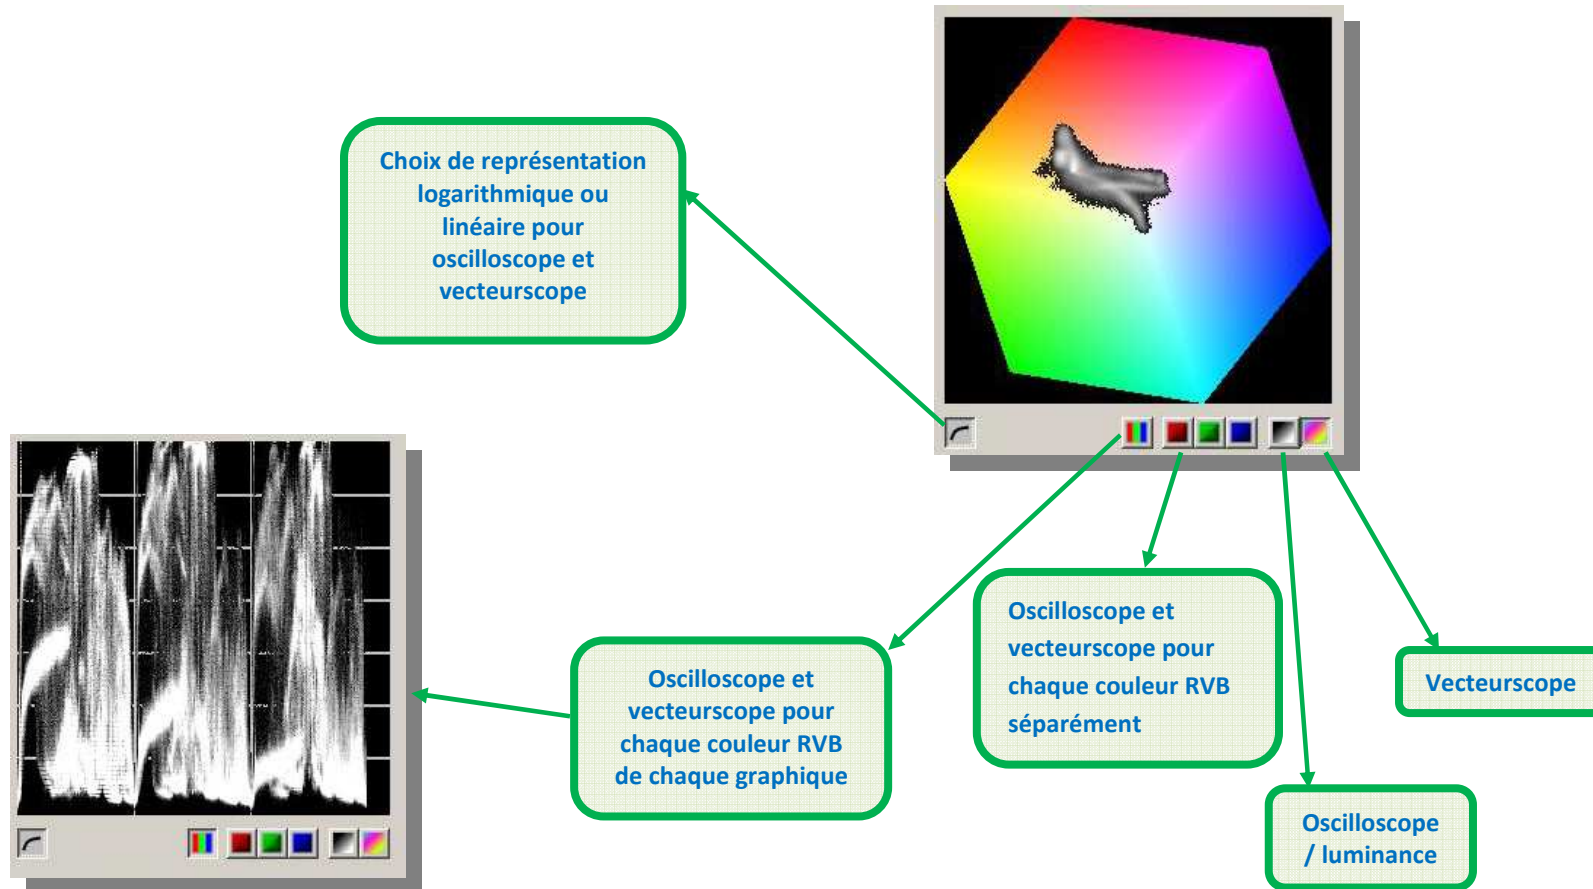 Choix de représentation
logarithmique ou
linéaire pour
oscilloscope et
vecteurscope
Oscilloscope et
vecteurscope pour
chaque couleur RVB
de chaque graphique
Oscilloscope et
vecteurscope pour
chaque couleur RVB
séparément
Vecteurscope
Oscilloscope
/ luminance